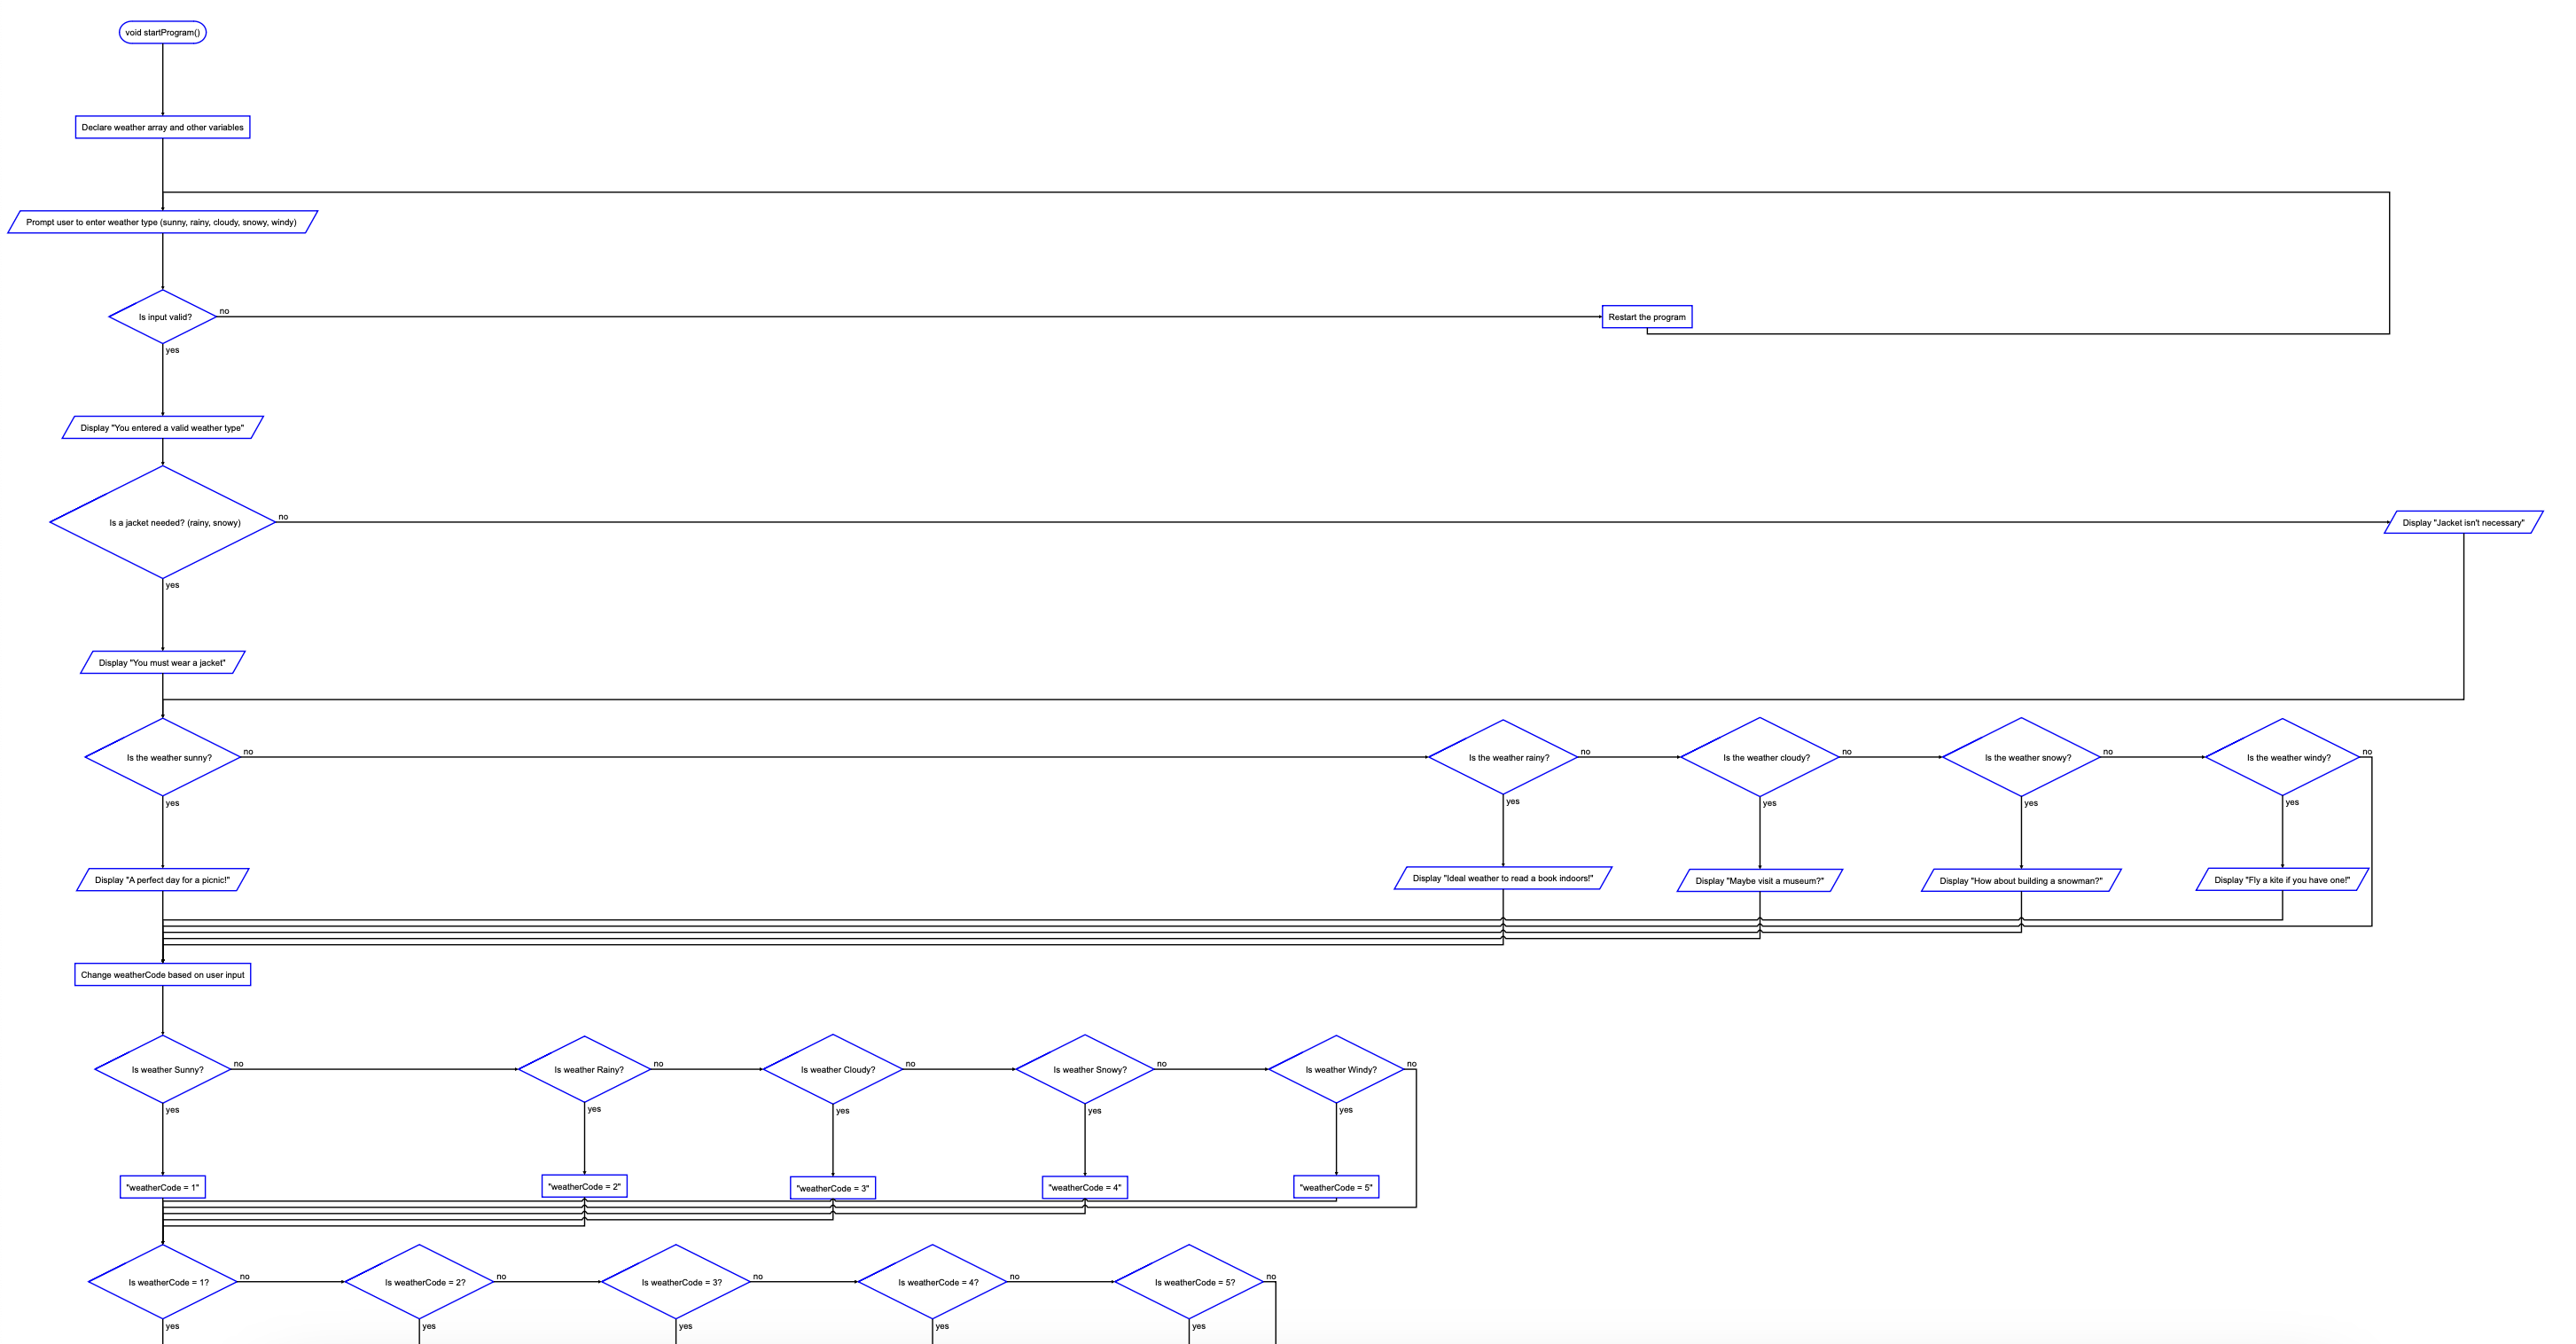 void startProgram()
Declare weather array and other variables
Prompt user to enter weather type (sunny, rainy, cloudy, snowy, windy)
Is input valid?
no
Restart the program
yes
Display "You entered a valid weather type"
Is a jacket needed? (rainy, snowy)
no
Display "Jacket isn't necessary"
yes
Display "You must wear a jacket"
Is the weather sunny?
no
Is the weather rainy?
no
Is the weather cloudy?
no
Is the weather snowy?
no
Is the weather windy?
no
yes
yes
yes
yes
yes
Display "A perfect day for a picnic!"
Display "Ideal weather to read a book indoors!"
Display "Maybe visit a museum?"
Display "How about building a snowman?"
Display "Fly a kite if you have one!"
Change weatherCode based on user input
Is weather Sunny?
no
Is weather Rainy?
no
Is weather Cloudy?
no
Is weather Snowy?
no
Is weather Windy?
no
yes
yes
yes
yes
yes
"weatherCode = 1"
"weatherCode = 2"
"weatherCode = 3"
"weatherCode = 4"
"weatherCode = 5"
Is weatherCode = 1?
no
Is weatherCode = 2?
no
Is weatherCode = 3?
no
Is weatherCode = 4?
no
Is weatherCode = 5?
no
yes
yes
yes
yes
yes